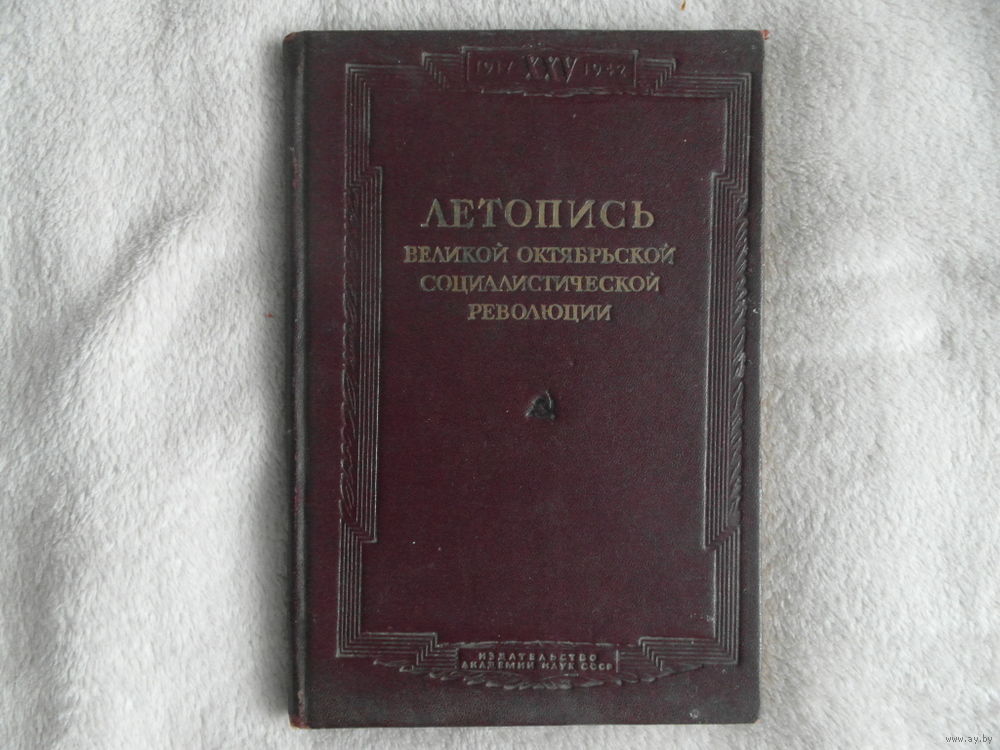 1917 XXV 1942
ЛЕТОПИСЬ
ВЕЛИКОЙ ОКТЯБРЬСКОЙ
СОЦИАЛИСТИЧЕСКОЙ
РЕВОЛЮЦИИ
ИЗДАТЕЛЬСТВО
АКАДЕМИИ НАУК СССР
www.ay.by